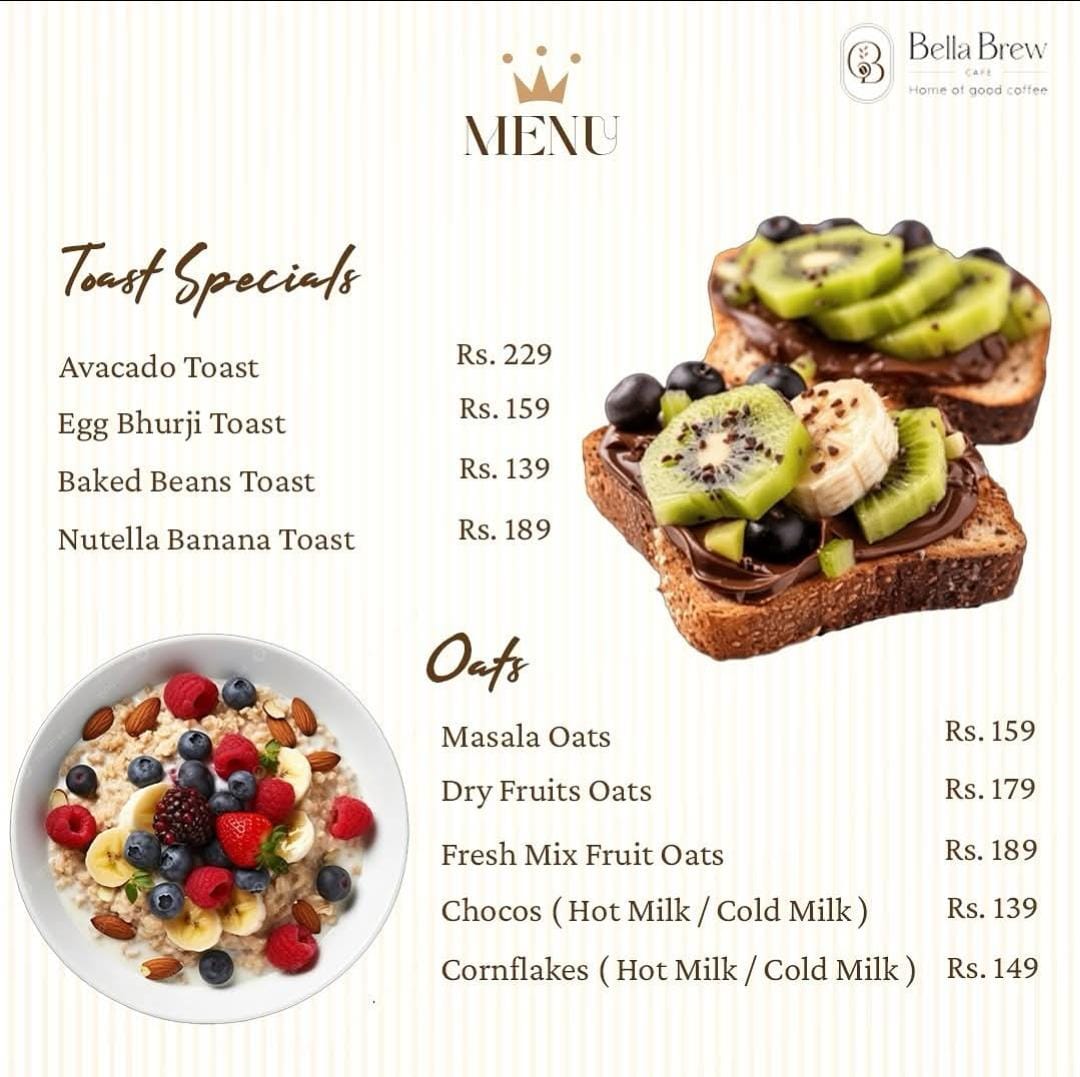 Bella Brew
CAFE
Home of good coffee
MENU
Toast Specials
Avacado Toast Rs. 229
Egg Bhurji Toast Rs. 159
Baked Beans Toast Rs. 139
Nutella Banana Toast Rs. 189
Oats
Masala Oats Rs. 159
Dry Fruits Oats Rs. 179
Fresh Mix Fruit Oats Rs. 189
Chocos ( Hot Milk / Cold Milk ) Rs. 139
Cornflakes ( Hot Milk / Cold Milk ) Rs. 149